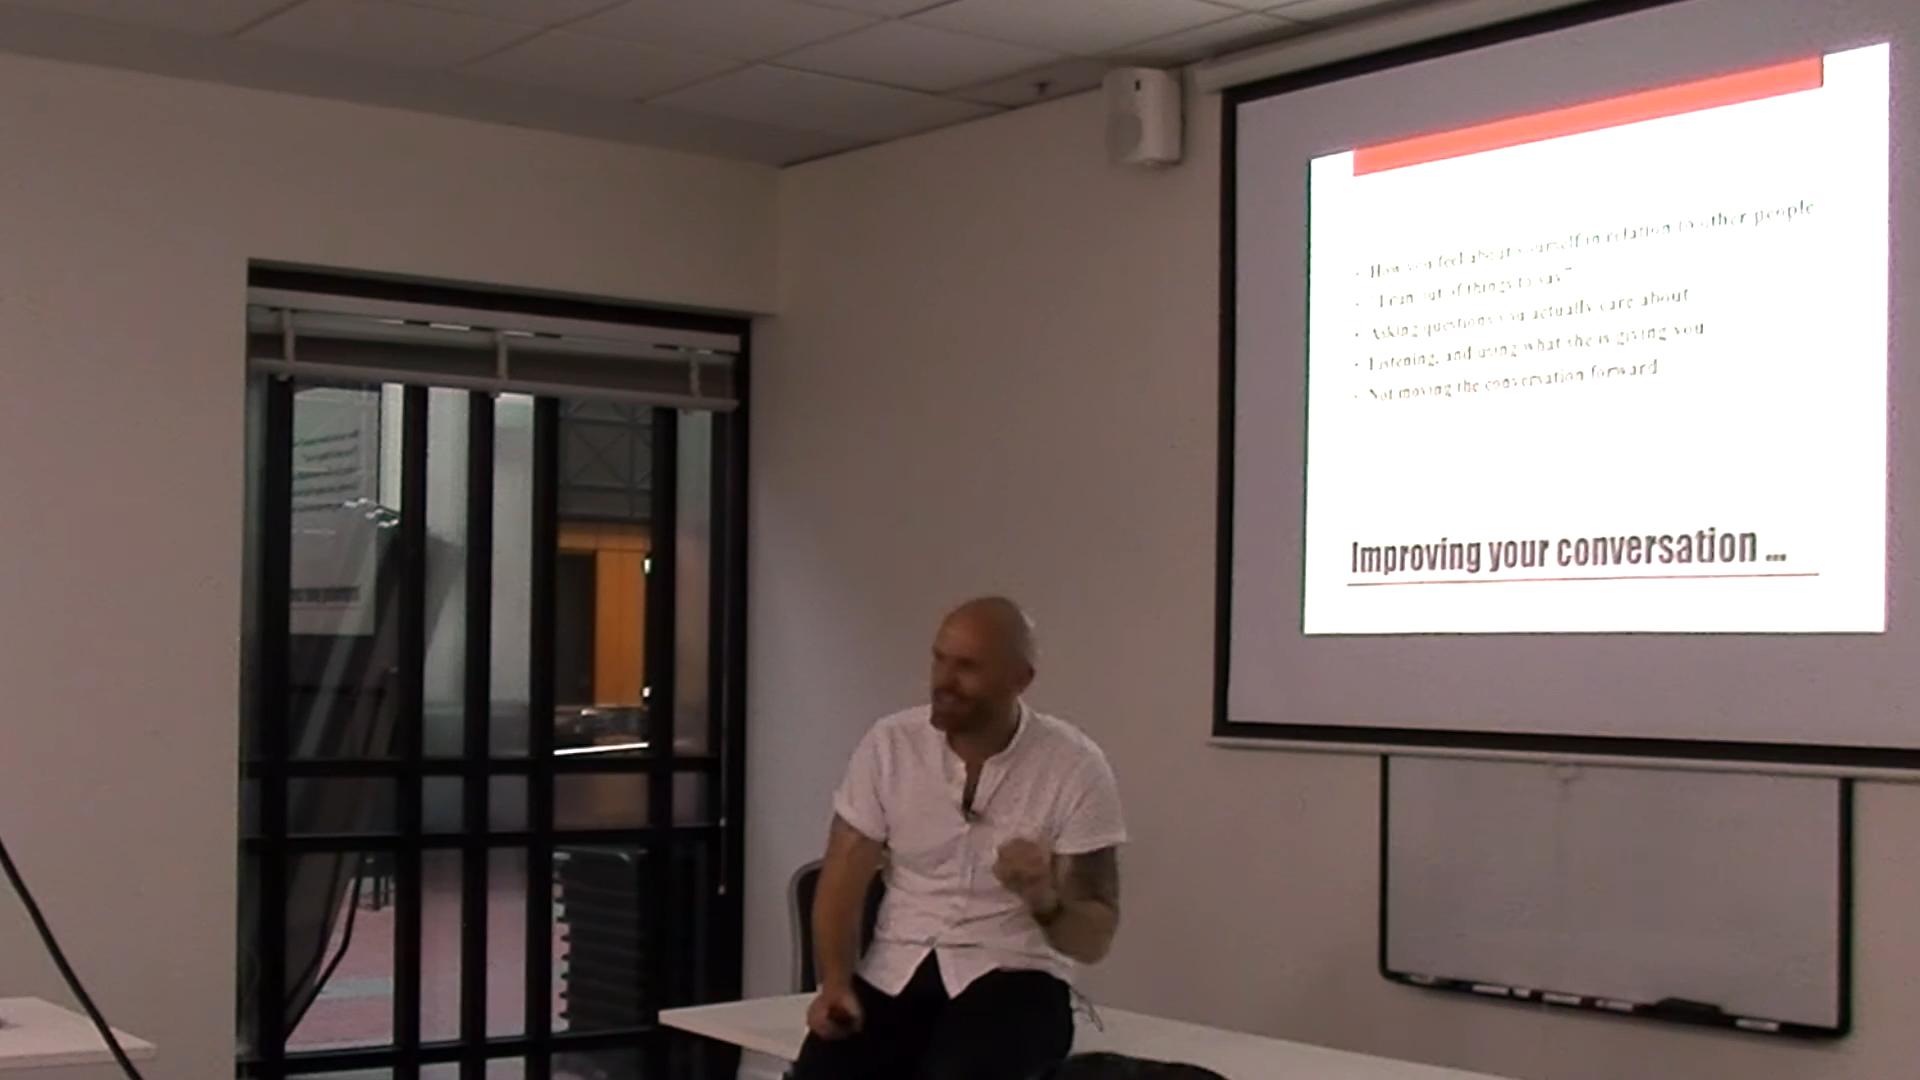 • How you feel about yourself in relation to other people
• "I ran out of things to say"
• Asking questions you actually care about
• Listening, and using what she is giving you
• Not moving the conversation forward
Improving your conversation ...